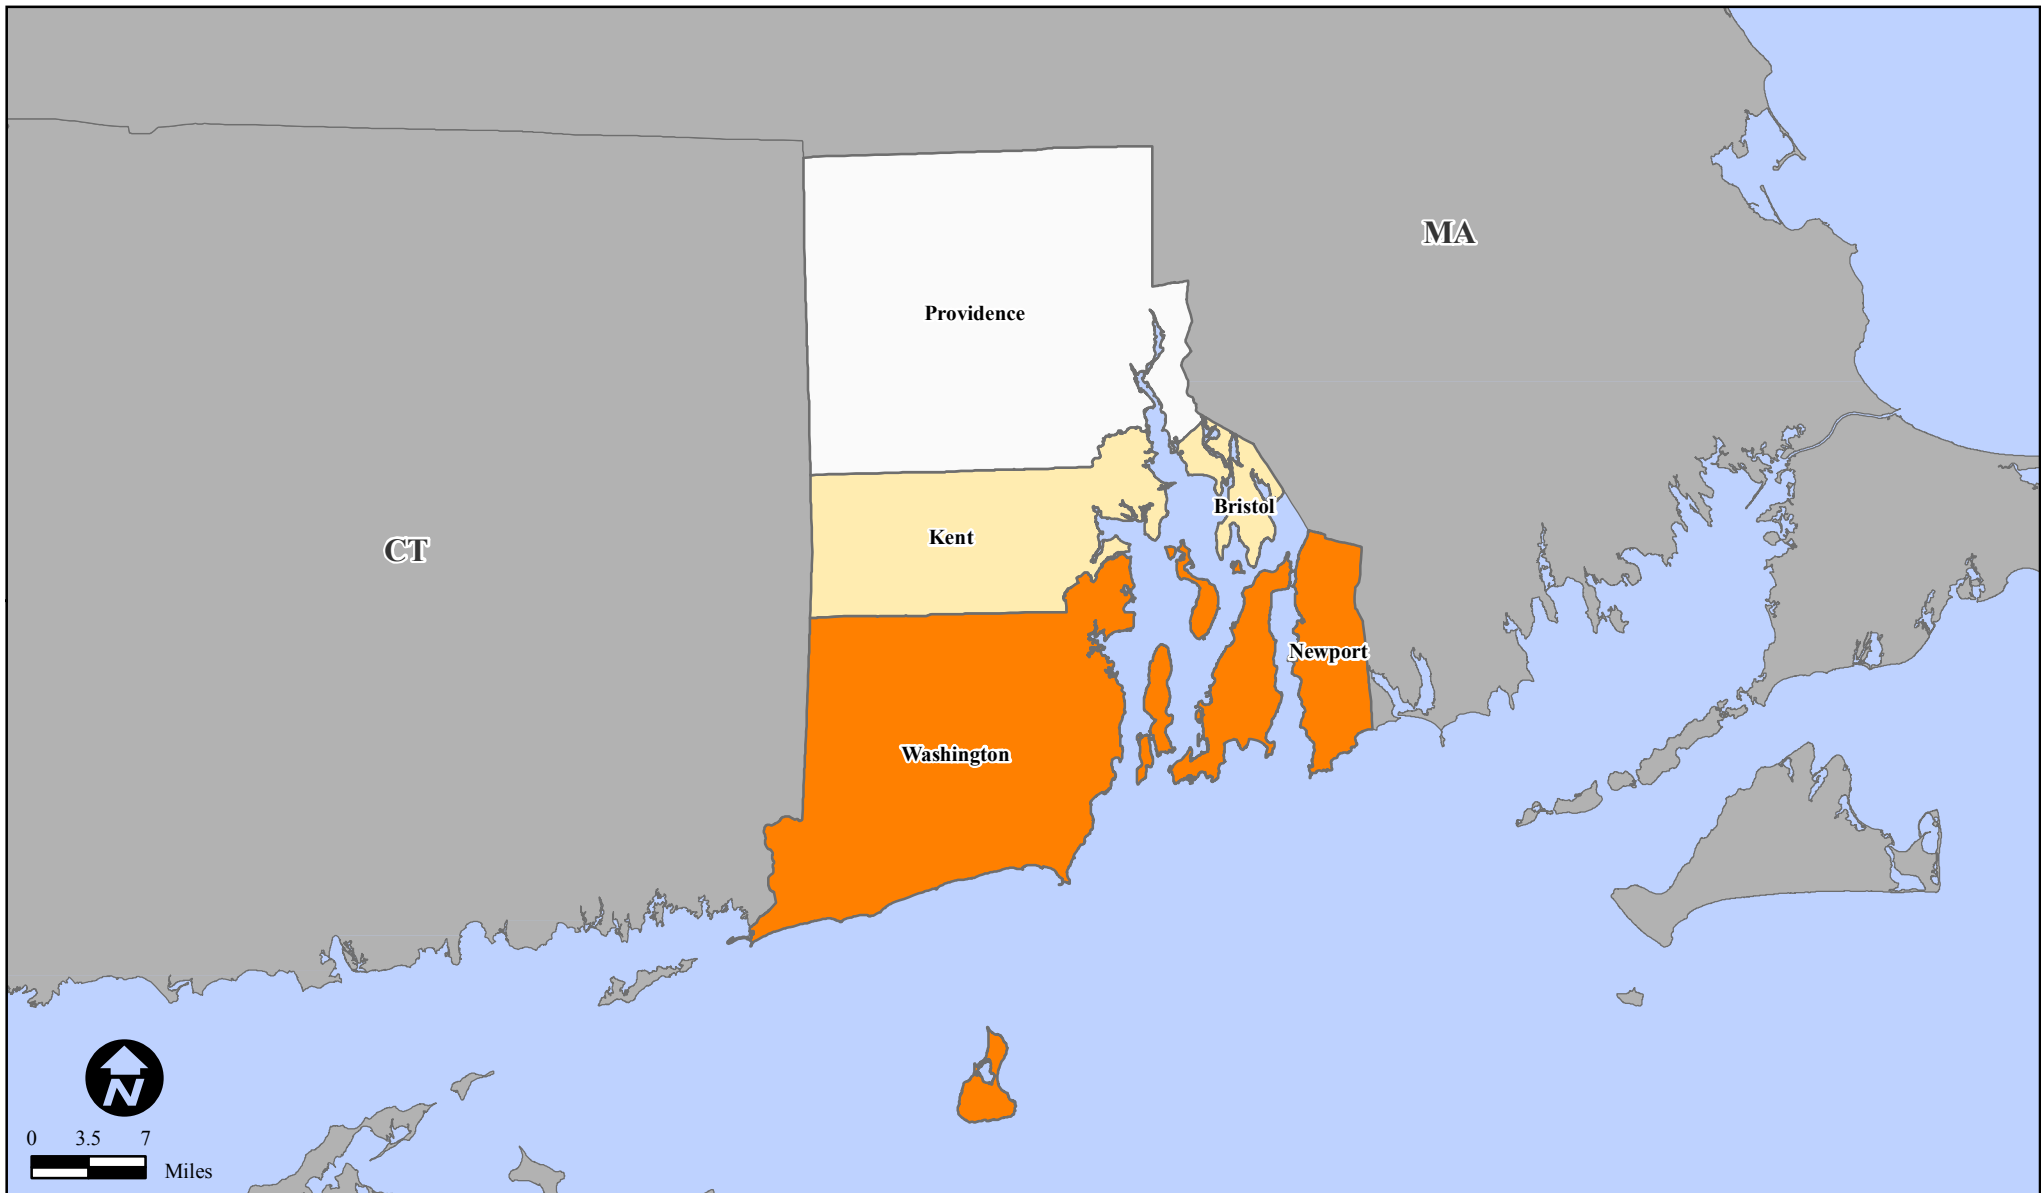 MA
Providence
Bristol
Kent
CT
Newport
Washington
N
0 3.5 7
Miles